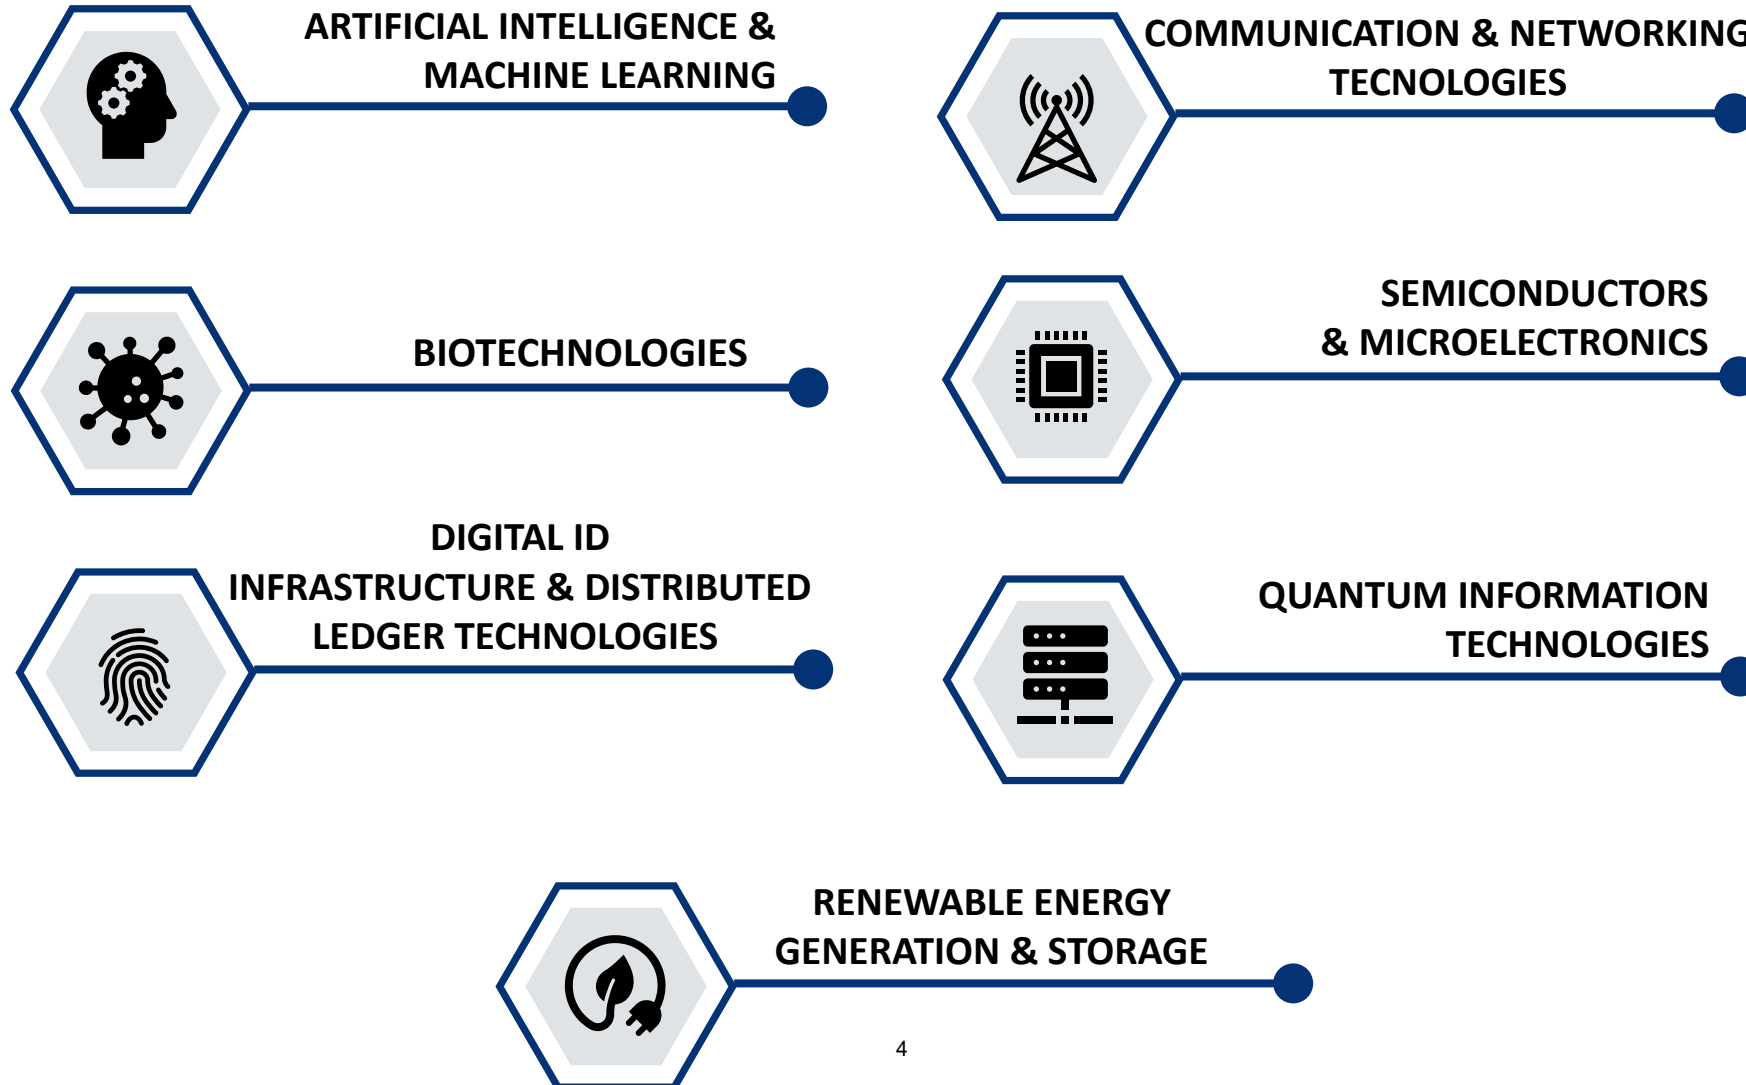 ARTIFICIAL INTELLIGENCE &
MACHINE LEARNING
COMMUNICATION & NETWORKING
TECNOLOGIES
BIOTECHNOLOGIES
SEMICONDUCTORS
& MICROELECTRONICS
DIGITAL ID
INFRASTRUCTURE & DISTRIBUTED
LEDGER TECHNOLOGIES
QUANTUM INFORMATION
TECHNOLOGIES
RENEWABLE ENERGY
GENERATION & STORAGE
4